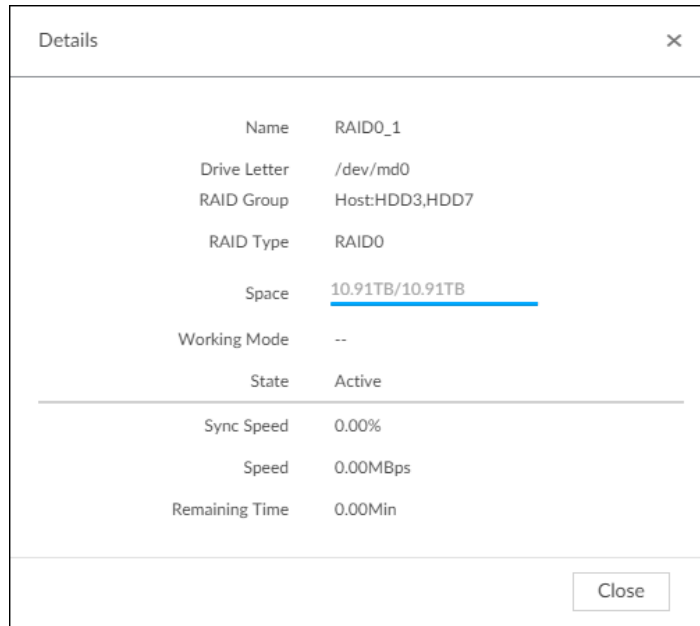 Details ×
Name RAID0_1
Drive Letter /dev/md0
RAID Group Host:HDD3,HDD7
RAID Type RAID0
Space 10.91TB/10.91TB
Working Mode --
State Active
Sync Speed 0.00%
Speed 0.00MBps
Remaining Time 0.00Min
Close